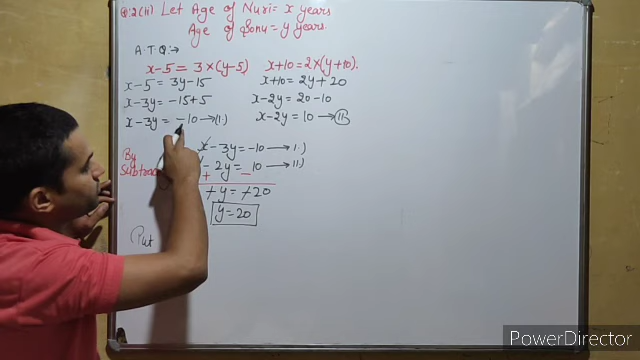 Q:2(ii) Let Age of Nuri = x years
Age of Sonu = y years.
A.T.Q:→
x-5 = 3×(y-5) x+10 = 2×(y+10).
x-5 = 3y-15 x+10 = 2y+20
x-3y = -15+5 x-2y = 20-10
x-3y = -10 →(i.) x-2y = 10 →(ii.)
x-3y = -10 → i.)
By
- 2y = 10 → ii.)
Subtrac
+ -
+y = +20
y = 20
Put
PowerDirector